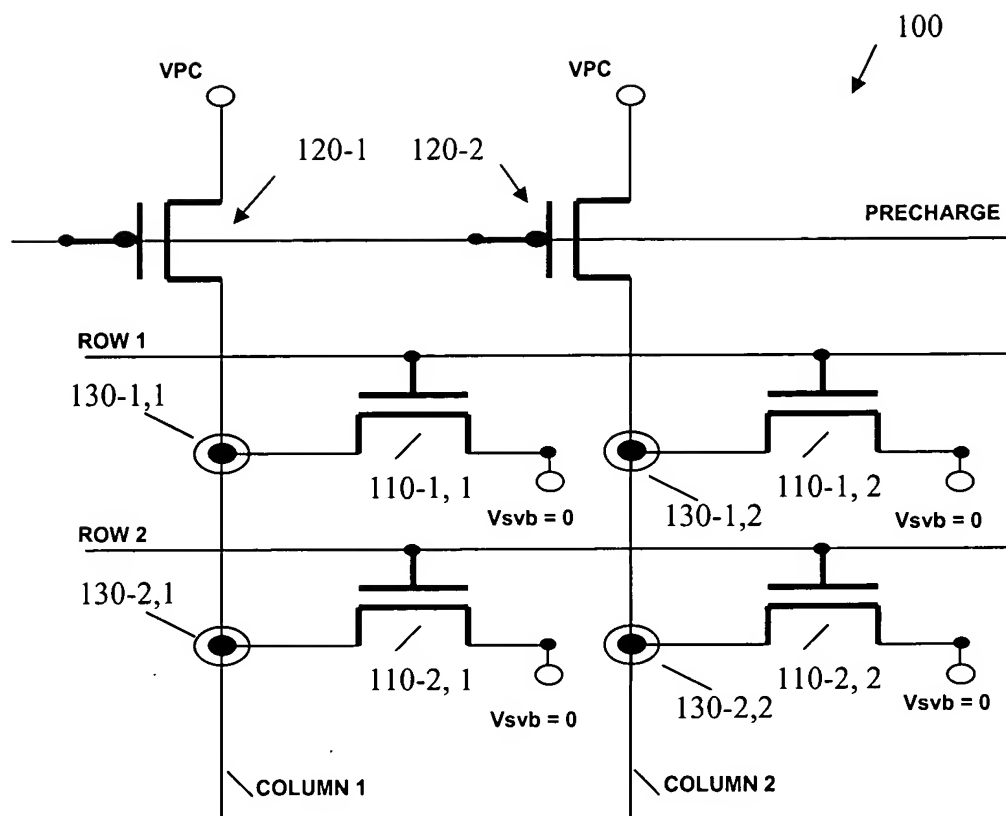 100
VPC
VPC
120-1
120-2
PRECHARGE
ROW 1
130-1,1
110-1, 1
Vsvb = 0
130-1,2
110-1, 2
Vsvb = 0
ROW 2
130-2,1
110-2, 1
Vsvb = 0
130-2,2
110-2, 2
Vsvb = 0
COLUMN 1
COLUMN 2